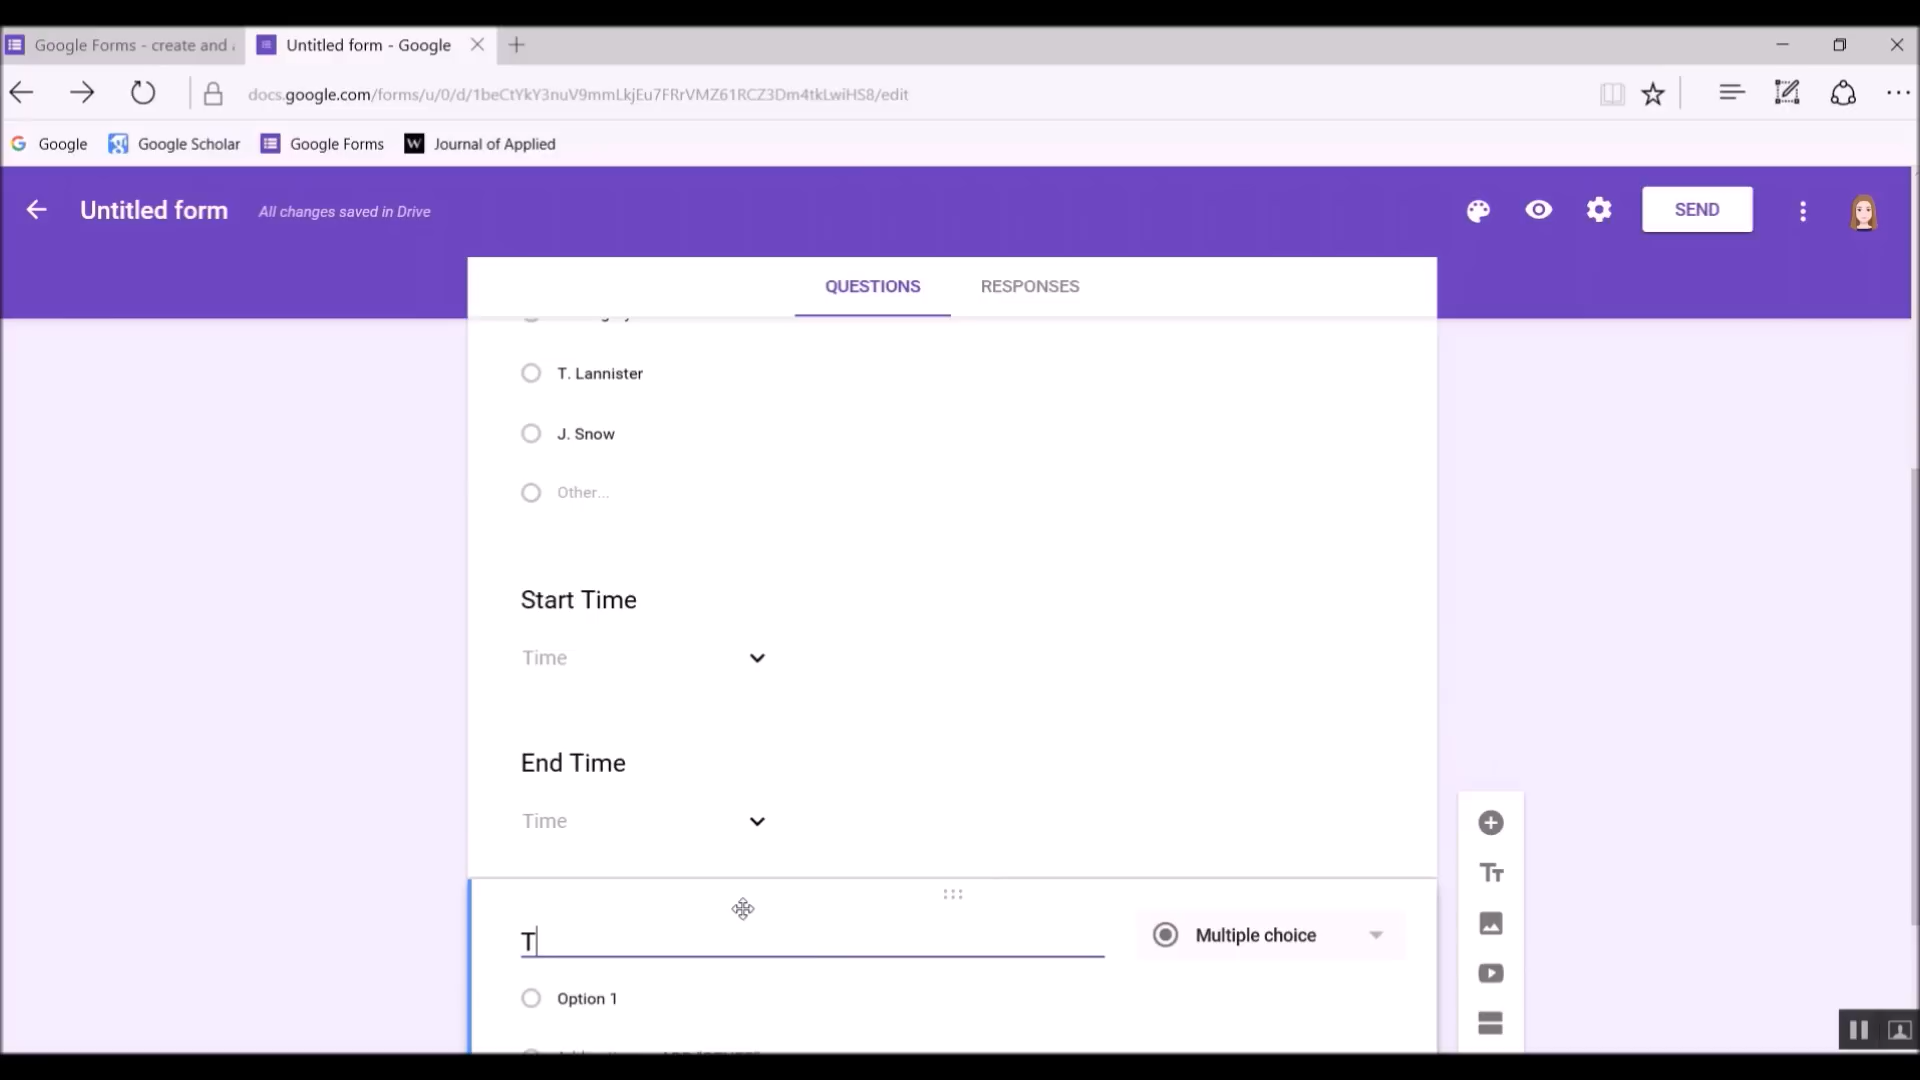 Google Forms - create and
Untitled form - Google
docs.google.com/forms/u/0/d/1beCtYkY3nuV9mmLkjEu7FRrVMZ61RCZ3Dm4tkLwiHS8/edit
Google
Google Scholar
Google Forms
W
Journal of Applied
Untitled form
All changes saved in Drive
SEND
QUESTIONS
RESPONSES
T. Lannister
J. Snow
Other...
Start Time
Time
End Time
Time
T
Multiple choice
Option 1
Tт